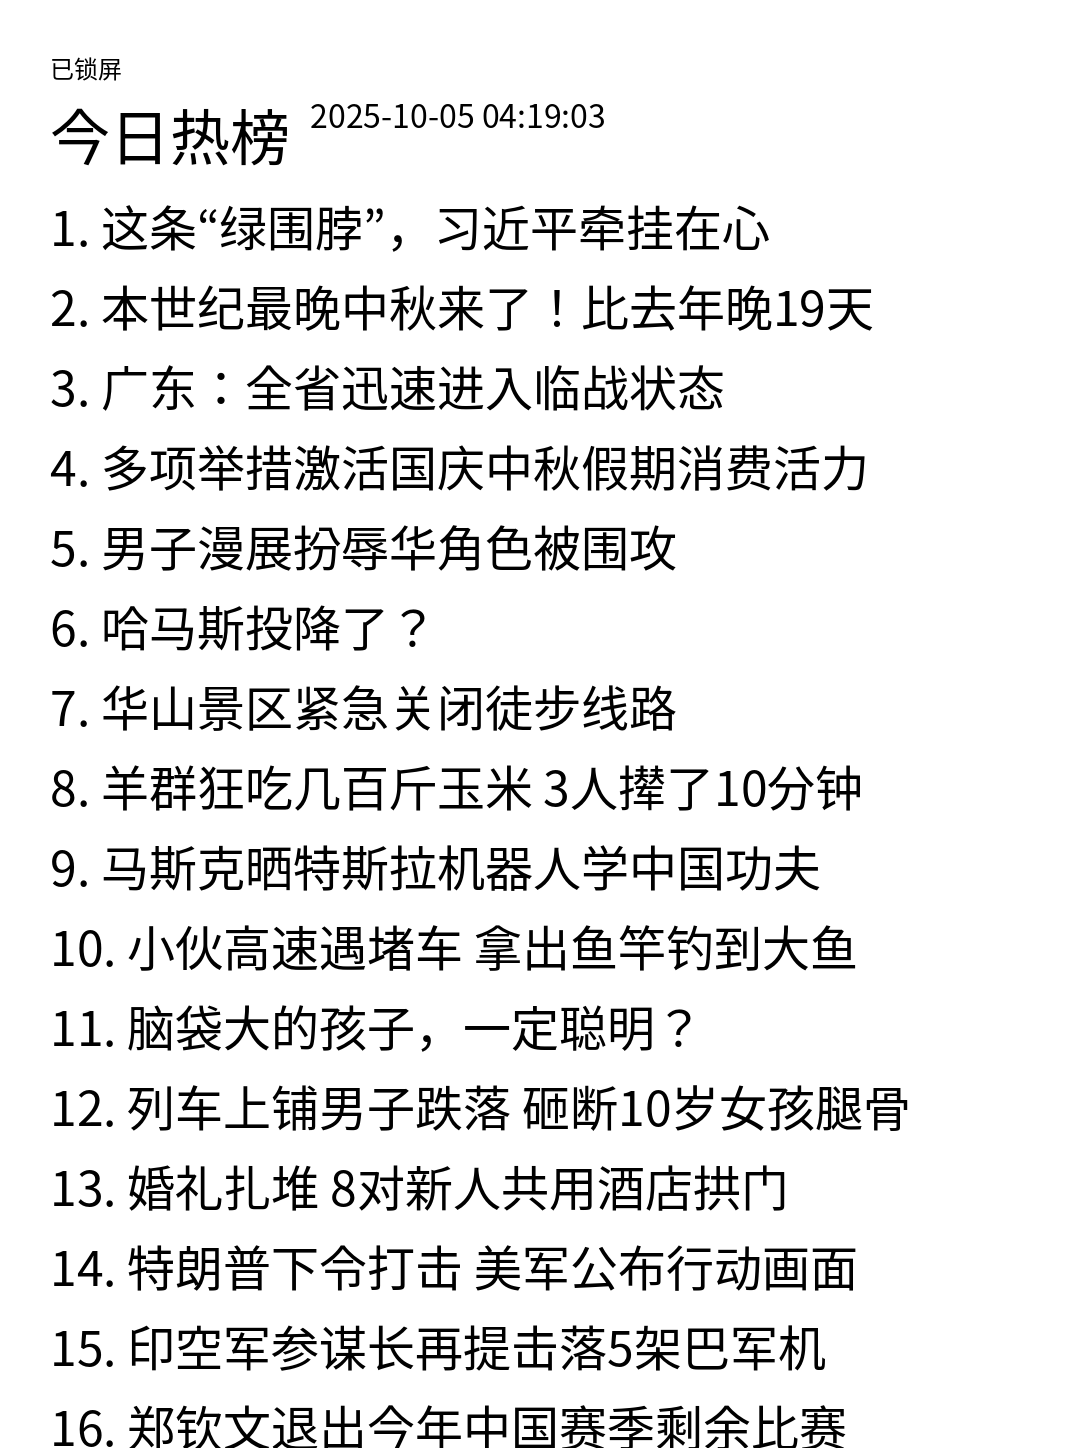 已锁屏
今日热榜 2025-10-05 04:19:03
1. 这条“绿围脖”，习近平牵挂在心
2. 本世纪最晚中秋来了！比去年晚19天
3. 广东：全省迅速进入临战状态
4. 多项举措激活国庆中秋假期消费活力
5. 男子漫展扮辱华角色被围攻
6. 哈马斯投降了？
7. 华山景区紧急关闭徒步线路
8. 羊群狂吃几百斤玉米 3人撵了10分钟
9. 马斯克晒特斯拉机器人学中国功夫
10. 小伙高速遇堵车 拿出鱼竿钓到大鱼
11. 脑袋大的孩子，一定聪明？
12. 列车上铺男子跌落 砸断10岁女孩腿骨
13. 婚礼扎堆 8对新人共用酒店拱门
14. 特朗普下令打击 美军公布行动画面
15. 印空军参谋长再提击落5架巴军机
16. 郑钦文退出今年中国赛季剩余比赛